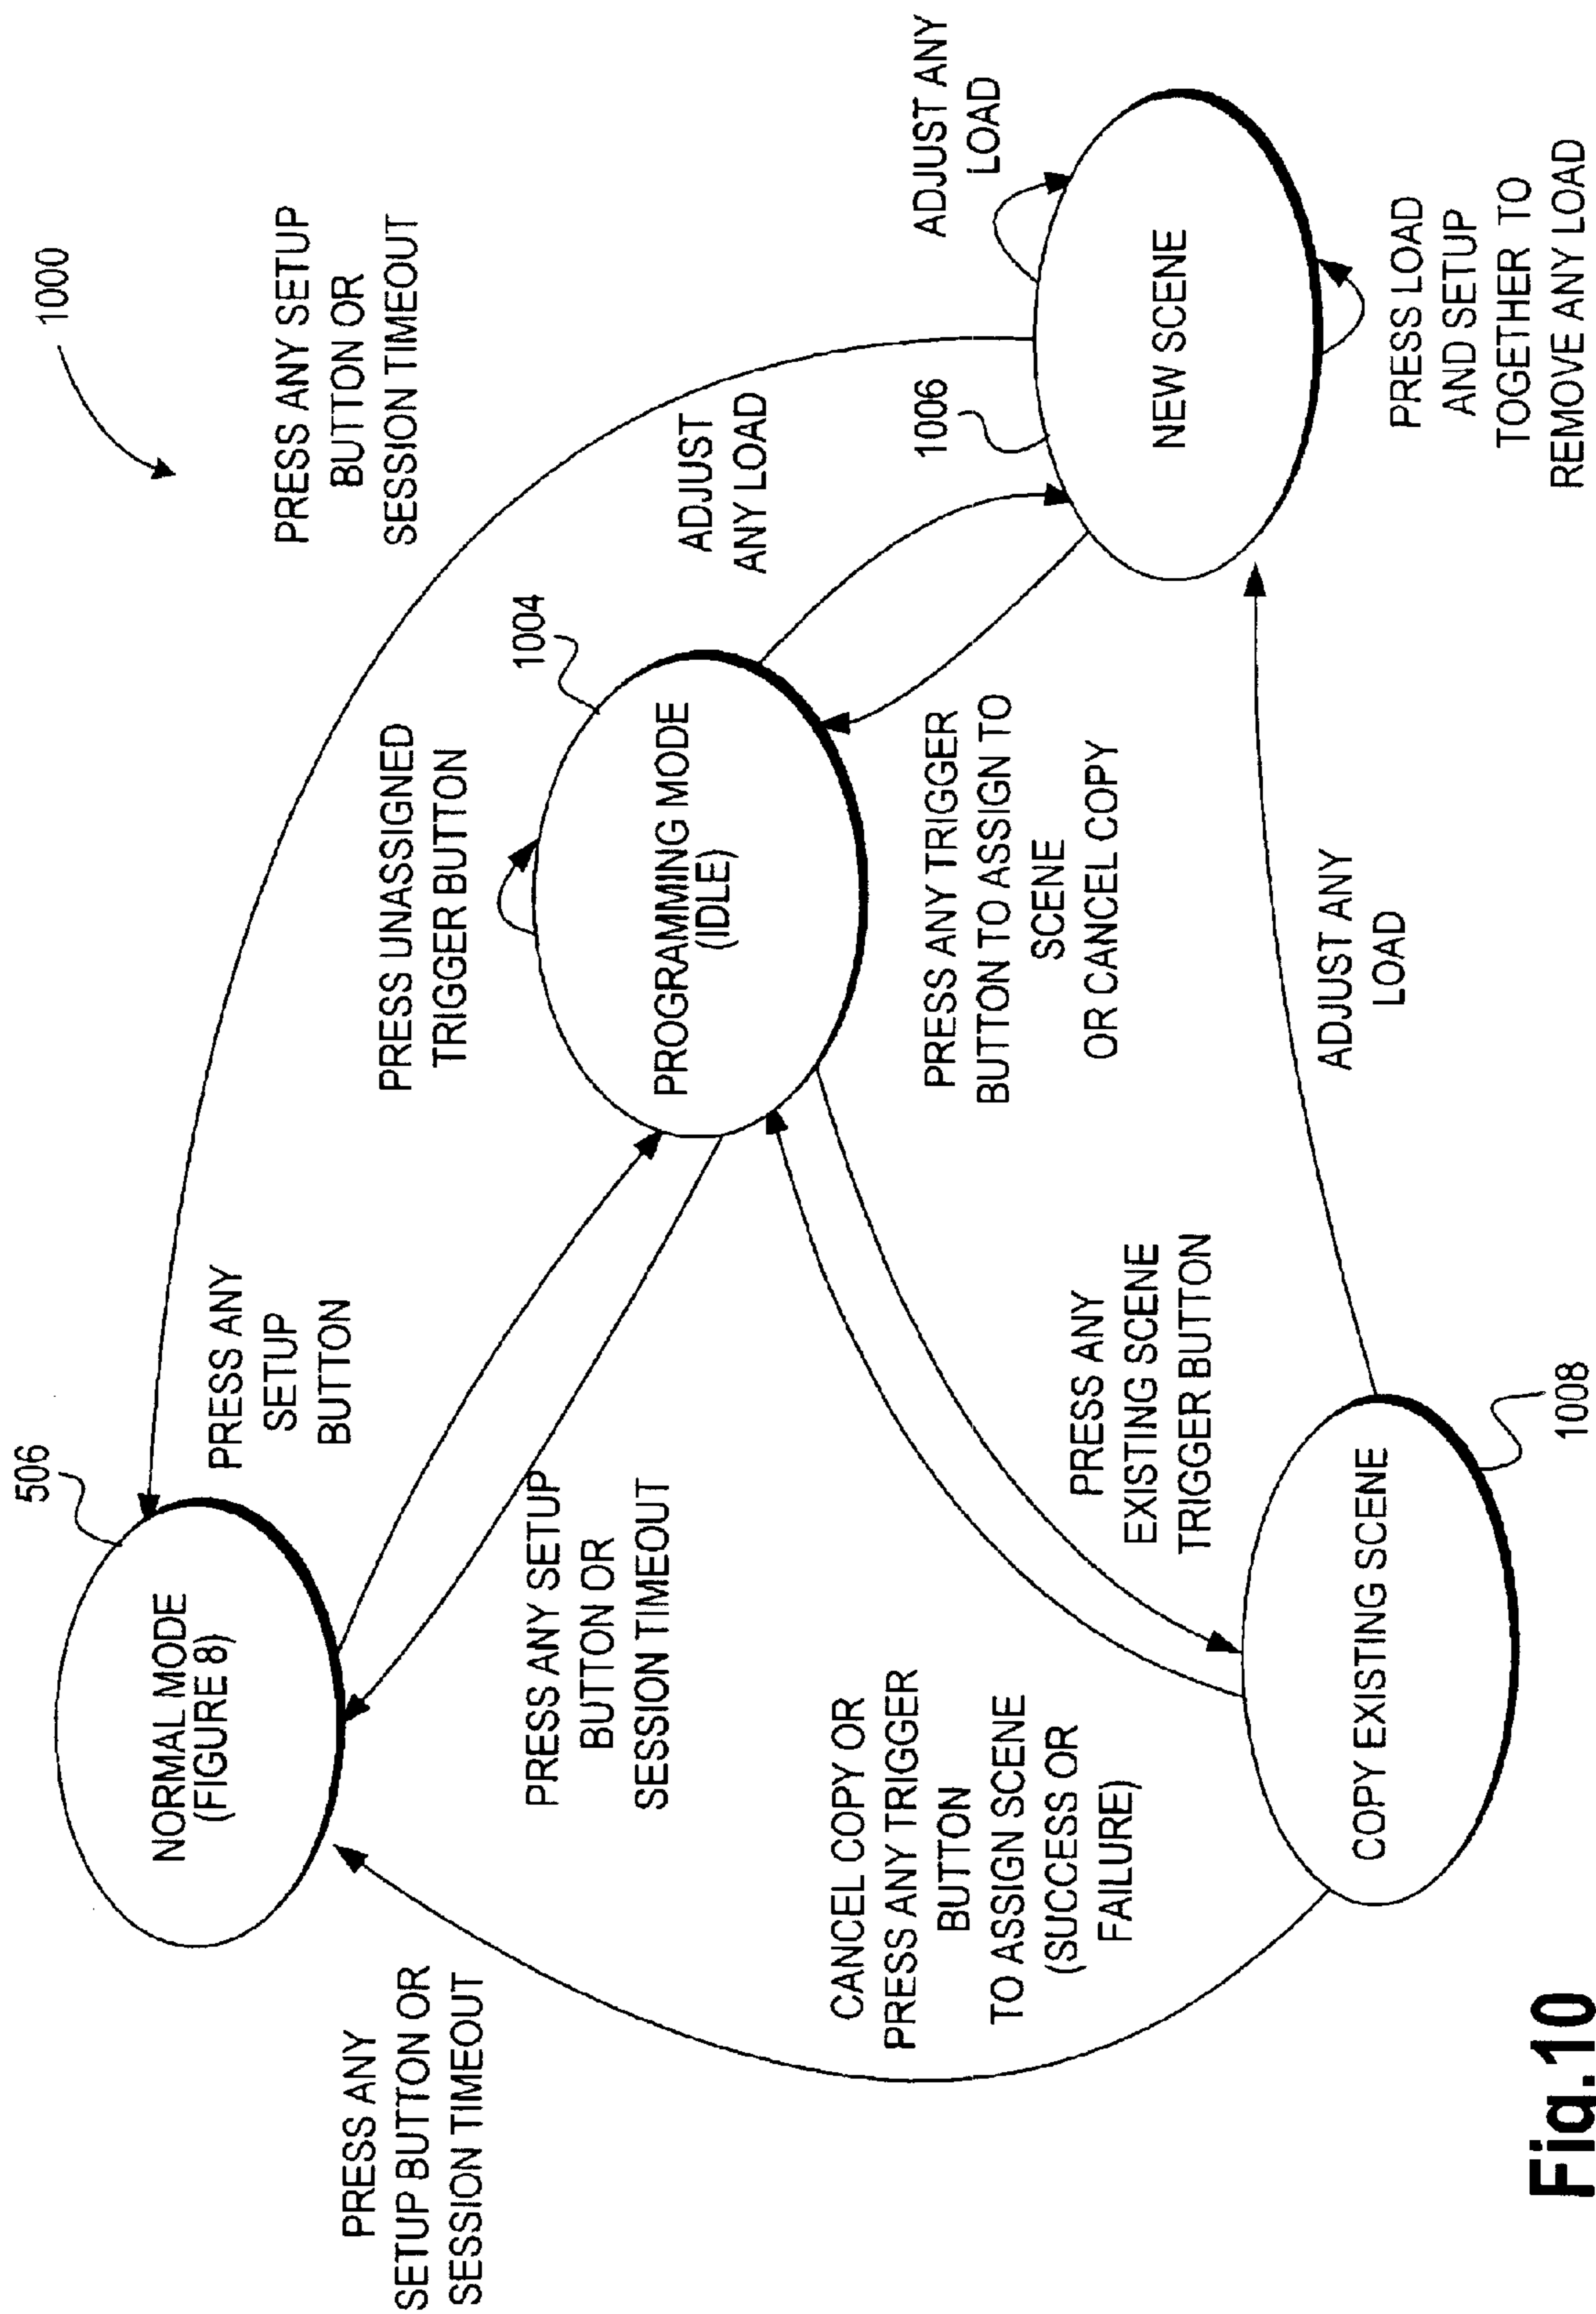 1000
PRESS ANY SETUP
BUTTON OR
SESSION TIMEOUT
506
NORMAL MODE
(FIGURE 8)
PRESS ANY
SETUP
BUTTON
PRESS ANY
SETUP BUTTON OR
SESSION TIMEOUT
PRESS ANY SETUP
BUTTON OR
SESSION TIMEOUT
PRESS UNASSIGNED
TRIGGER BUTTON
1004
PROGRAMMING MODE
(IDLE)
ADJUST
ANY LOAD
ADJUST ANY
LOAD
1006
NEW SCENE
PRESS ANY TRIGGER
BUTTON TO ASSIGN TO
SCENE
OR CANCEL COPY
CANCEL COPY OR
PRESS ANY TRIGGER
BUTTON
TO ASSIGN SCENE
(SUCCESS OR
FAILURE)
PRESS ANY
EXISTING SCENE
TRIGGER BUTTON
ADJUST ANY
LOAD
PRESS LOAD
AND SETUP
TOGETHER TO
REMOVE ANY LOAD
COPY EXISTING SCENE
1008
Fig.10